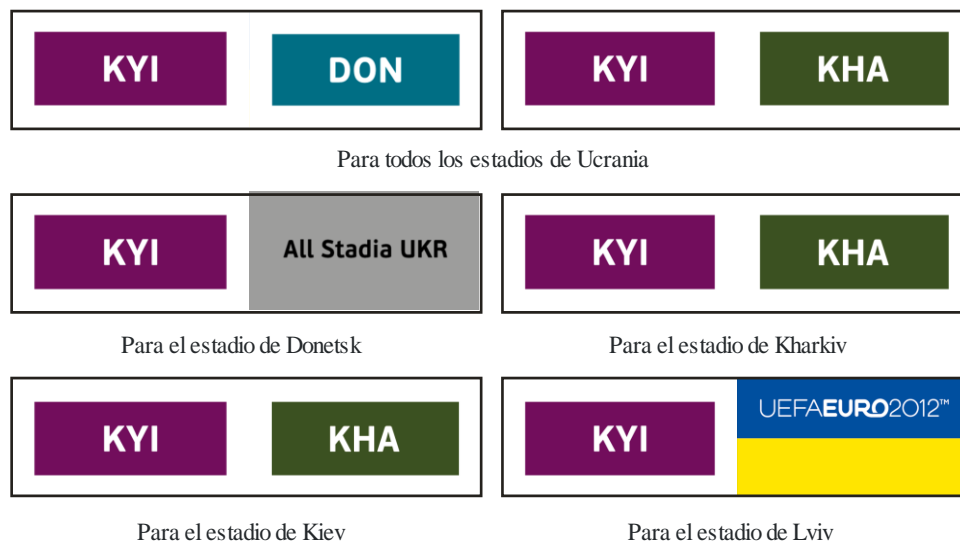 KYI DON KYI KHA
Para todos los estadios de Ucrania
KYI All Stadia UKR KYI KHA
Para el estadio de Donetsk Para el estadio de Kharkiv
KYI KHA KYI UEFAEURO2012™
Para el estadio de Kiev Para el estadio de Lviv